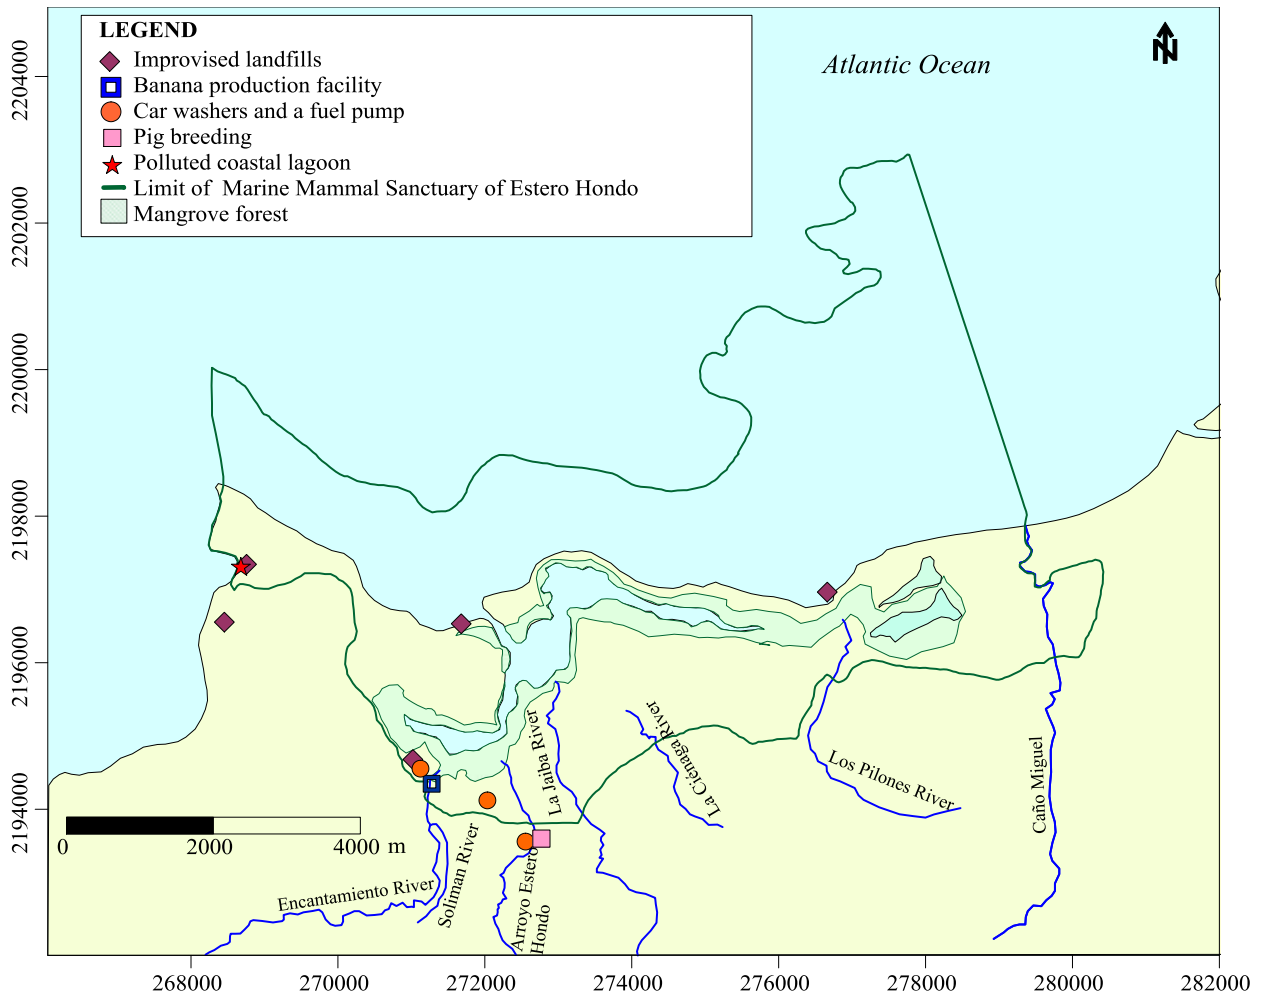 LEGEND
Improvised landfills
Banana production facility
Car washers and a fuel pump
Pig breeding
Polluted coastal lagoon
Limit of Marine Mammal Sanctuary of Estero Hondo
Mangrove forest
Atlantic Ocean
N
2204000
2202000
2200000
2198000
2196000
2194000
La Jaiba River
La Cienaga River
Los Pilones River
Caño Miguel
0 2000 4000 m
Encantamiento River
Soliman River
Arroyo Estero
Hondo
268000 270000 272000 274000 276000 278000 280000 282000